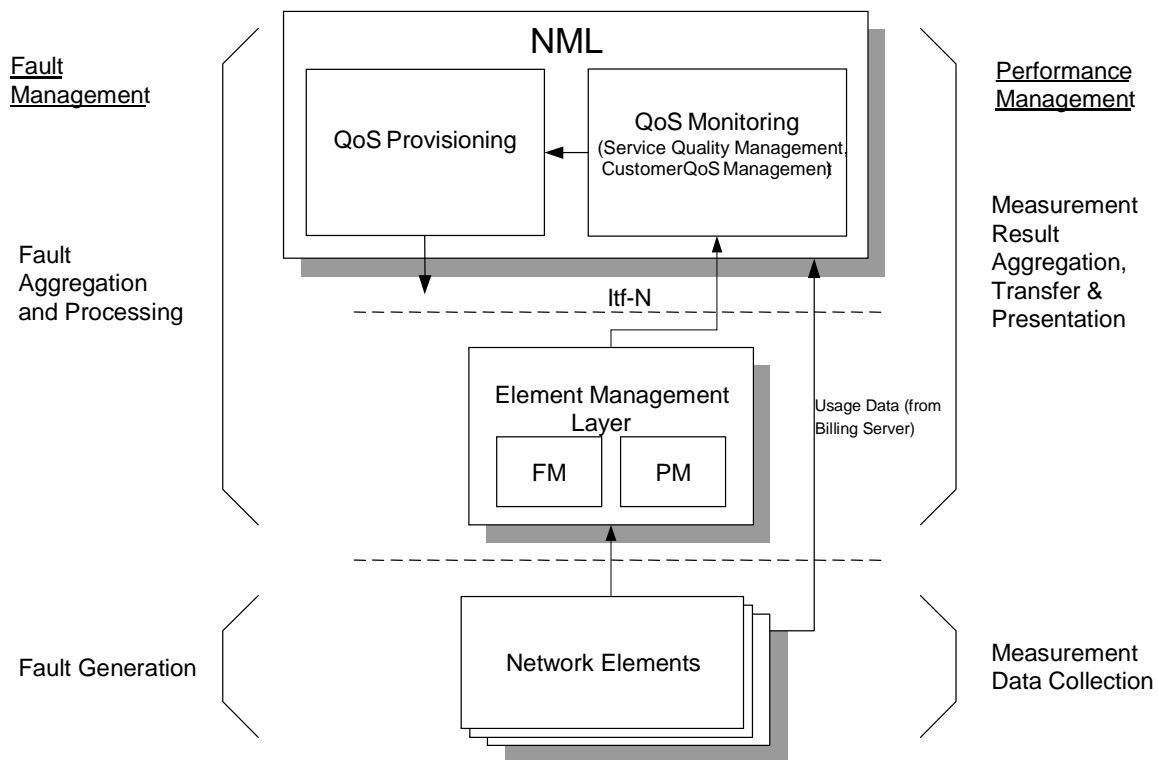 NML
Fault
Management
Performance
Management
QoS Provisioning
QoS Monitoring
(Service Quality Management,
CustomerQoS Management)
Fault
Aggregation
and Processing
Measurement
Result
Aggregation,
Transfer &
Presentation
Itf-N
Element Management
Layer
FM
PM
Usage Data (from
Billing Server)
Fault Generation
Network Elements
Measurement
Data Collection